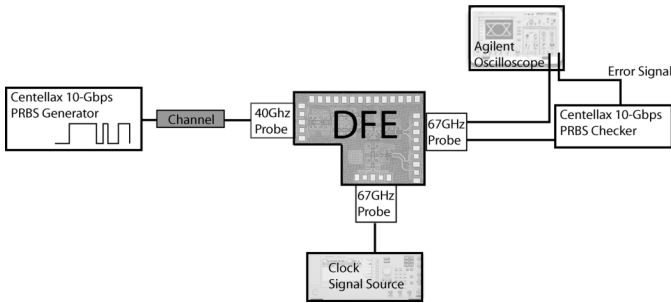 Agilent
Oscilloscope
Error Signal
Centellax 10-Gbps
PRBS Generator
Channel
40Ghz
Probe
DFE
67GHz
Probe
Centellax 10-Gbps
PRBS Checker
67GHz
Probe
Clock
Signal Source